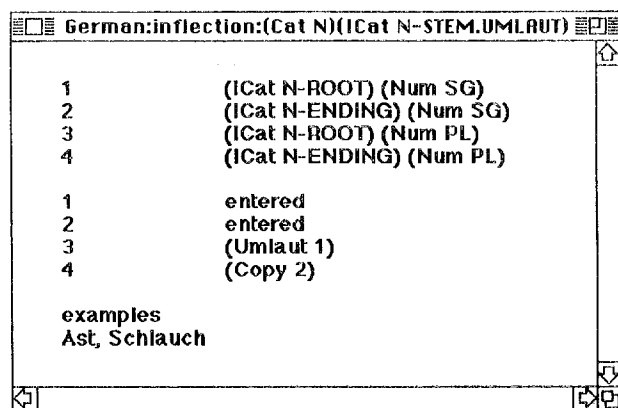 German:inflection:(Cat N)(ICat N-STEM.UMLAUT)
1 (ICat N-ROOT) (Num SG)
2 (ICat N-ENDING) (Num SG)
3 (ICat N-ROOT) (Num PL)
4 (ICat N-ENDING) (Num PL)
1 entered
2 entered
3 (Umlaut 1)
4 (Copy 2)
examples
Ast, Schlauch